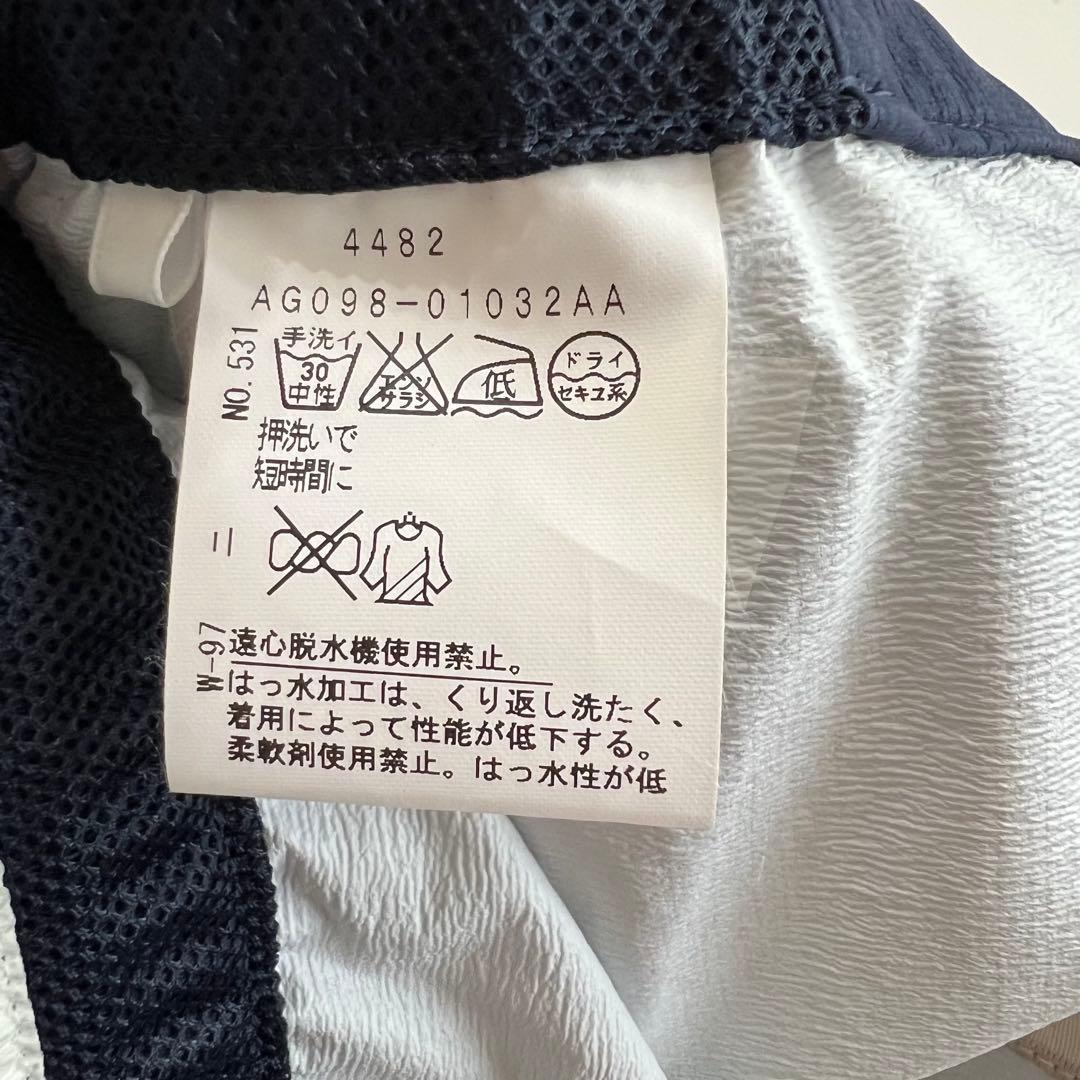 4482
AG098-01032AA
NO.531
手洗イ
30
中性
エンソ
サラシ
低
ドライ
セキユ系
押洗いで
短時間に
W-97
遠心脱水機使用禁止。
はっ水加工は、くり返し洗たく、
着用によって性能が低下する。
柔軟剤使用禁止。はっ水性が低